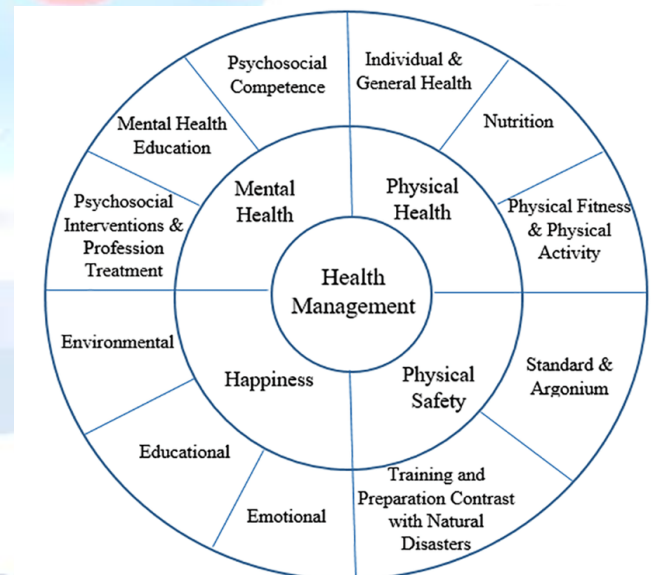 Psychosocial
Competence
Individual &
General Health
Nutrition
Mental Health
Education
Mental
Health
Physical
Health
Psychosocial
Interventions &
Profession
Treatment
Physical Fitness
& Physical
Activity
Health
Management
Environmental
Happiness
Physical
Safety
Standard &
Argonium
Educational
Emotional
Training and
Preparation Contrast
with Natural
Disasters